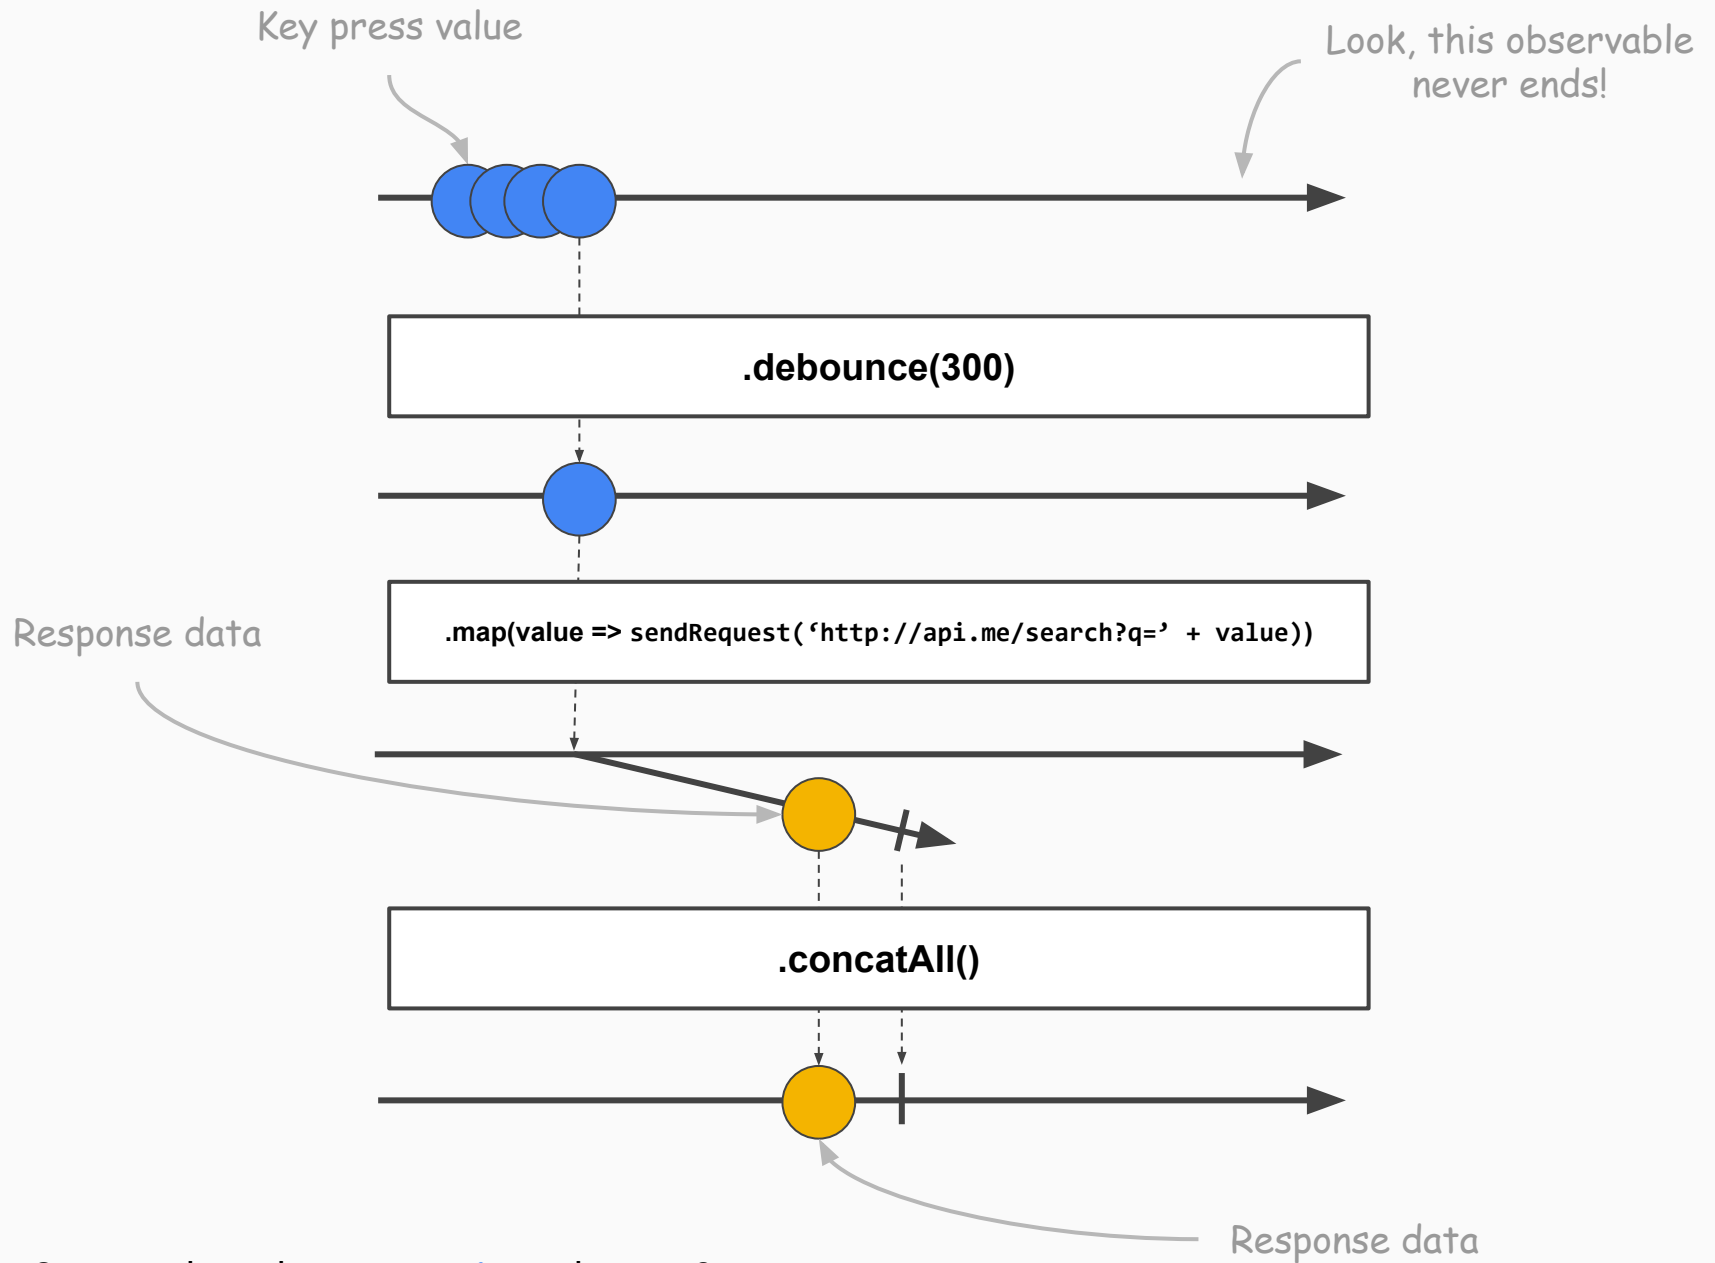 Key press value
Look, this observable
never ends!
.debounce(300)
.map(value => sendRequest(‘http://api.me/search?q=’ + value))
Response data
.concatAll()
Response data